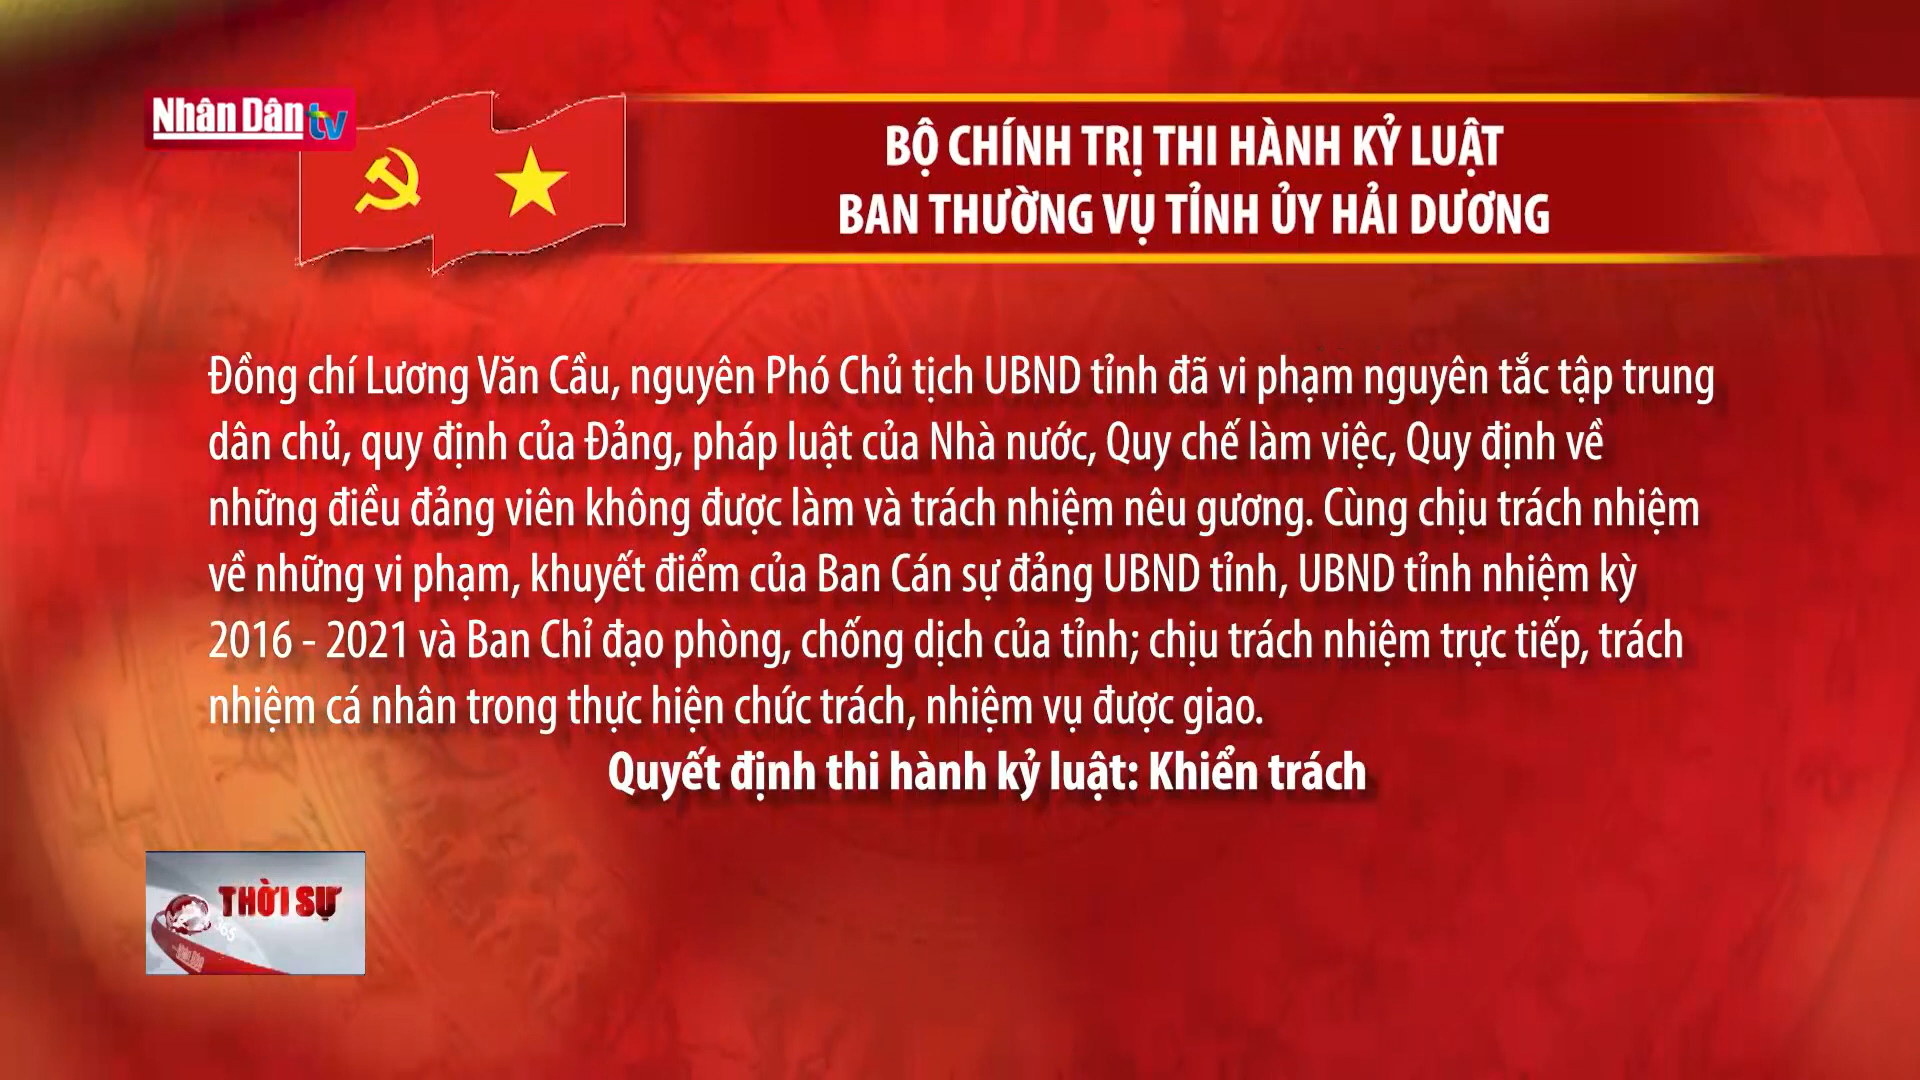 Nhân Dân tv
BỘ CHÍNH TRỊ THI HÀNH KỶ LUẬT
BAN THƯỜNG VỤ TỈNH ỦY HẢI DƯƠNG
Đồng chí Lương Văn Cầu, nguyên Phó Chủ tịch UBND tỉnh đã vi phạm nguyên tắc tập trung
dân chủ, quy định của Đảng, pháp luật của Nhà nước, Quy chế làm việc, Quy định về
những điều đảng viên không được làm và trách nhiệm nêu gương. Cùng chịu trách nhiệm
về những vi phạm, khuyết điểm của Ban Cán sự đảng UBND tỉnh, UBND tỉnh nhiệm kỳ
2016 - 2021 và Ban Chỉ đạo phòng, chống dịch của tỉnh; chịu trách nhiệm trực tiếp, trách
nhiệm cá nhân trong thực hiện chức trách, nhiệm vụ được giao.
Quyết định thi hành kỷ luật: Khiển trách
THỜI SỰ
365